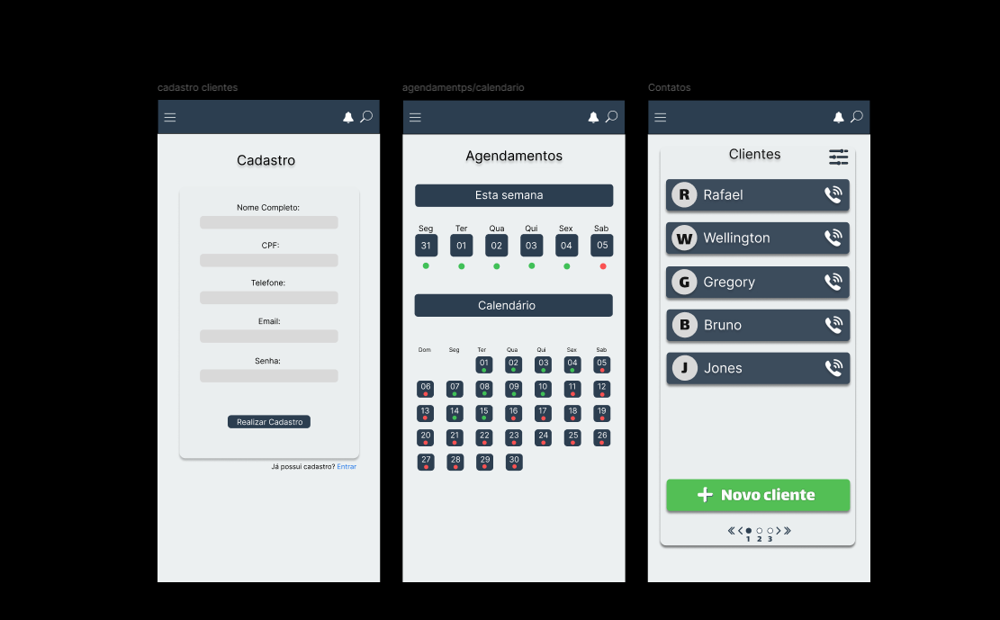 cadastro clientes
Cadastro
Nome Completo:
CPF:
Telefone:
Email:
Senha:
Realizar Cadastro
Já possui cadastro? Entrar
agendamentps/calendario
Agendamentos
Esta semana
Seg Ter Qua Qui Sex Sab
31 01 02 03 04 05
Calendário
Dom Seg Ter Qua Qui Sex Sab
01 02 03 04 05
06 07 08 09 10 11 12
13 14 15 16 17 18 19
20 21 22 23 24 25 26
27 28 29 30
Contatos
Clientes
R Rafael
W Wellington
G Gregory
B Bruno
J Jones
+ Novo cliente
1 2 3